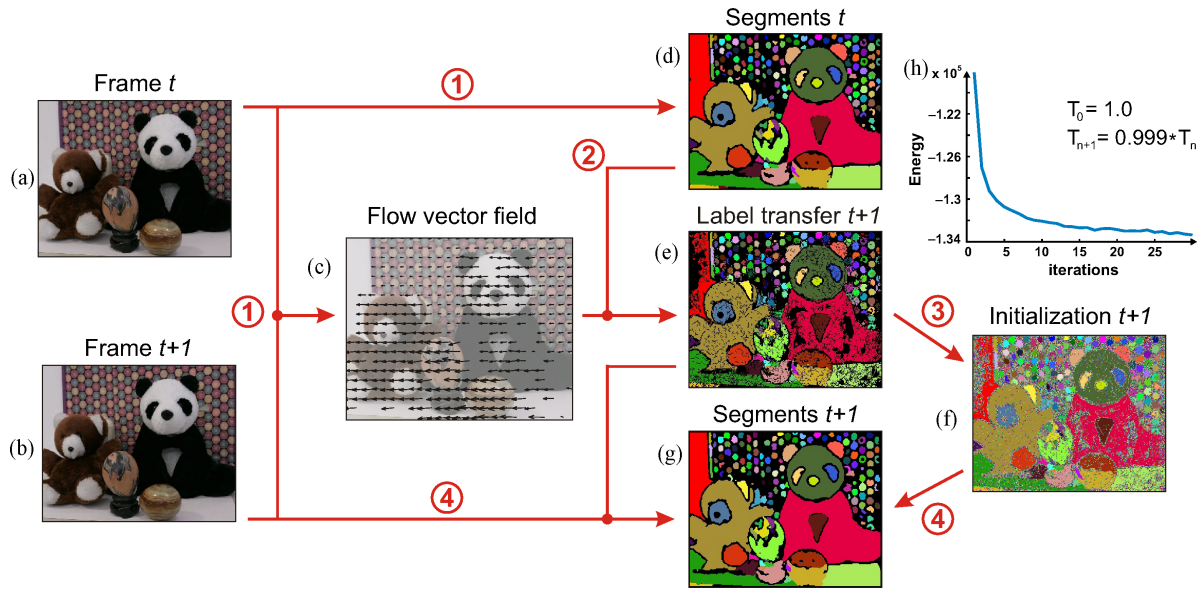 Segments t
(d)
(h)
x 10⁵
Frame t
1
T₀ = 1.0
Tₙ₊₁ = 0.999*Tₙ
−1.22
−1.26
−1.3
−1.34
Energy
0
5
10
15
20
25
iterations
2
(a)
Flow vector field
Label transfer t+1
(c)
(e)
1
3
Initialization t+1
Frame t+1
Segments t+1
(b)
(g)
(f)
4
4